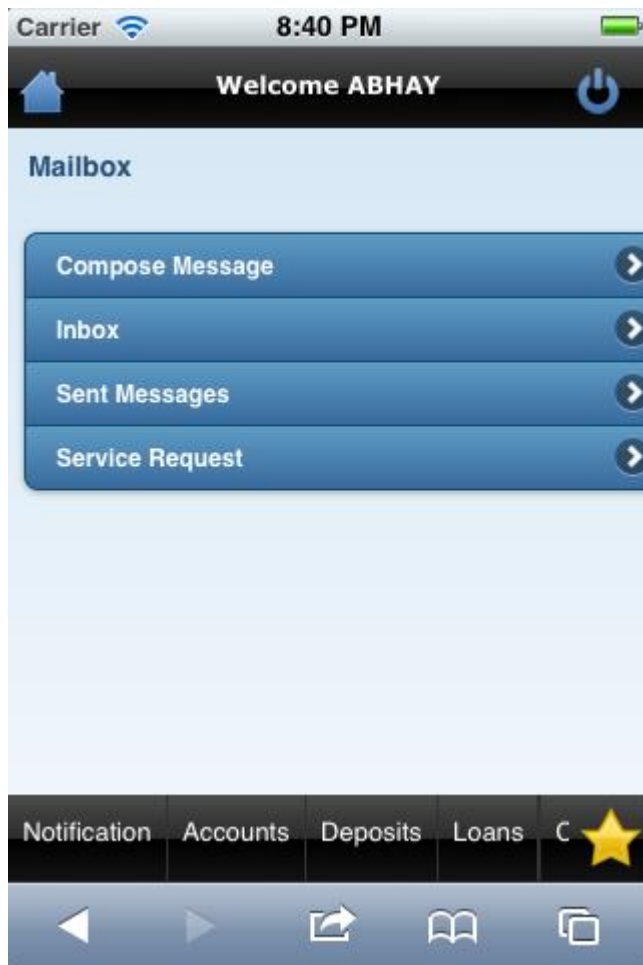 Carrier 8:40 PM
Welcome ABHAY
Mailbox
Compose Message
Inbox
Sent Messages
Service Request
Notification Accounts Deposits Loans C